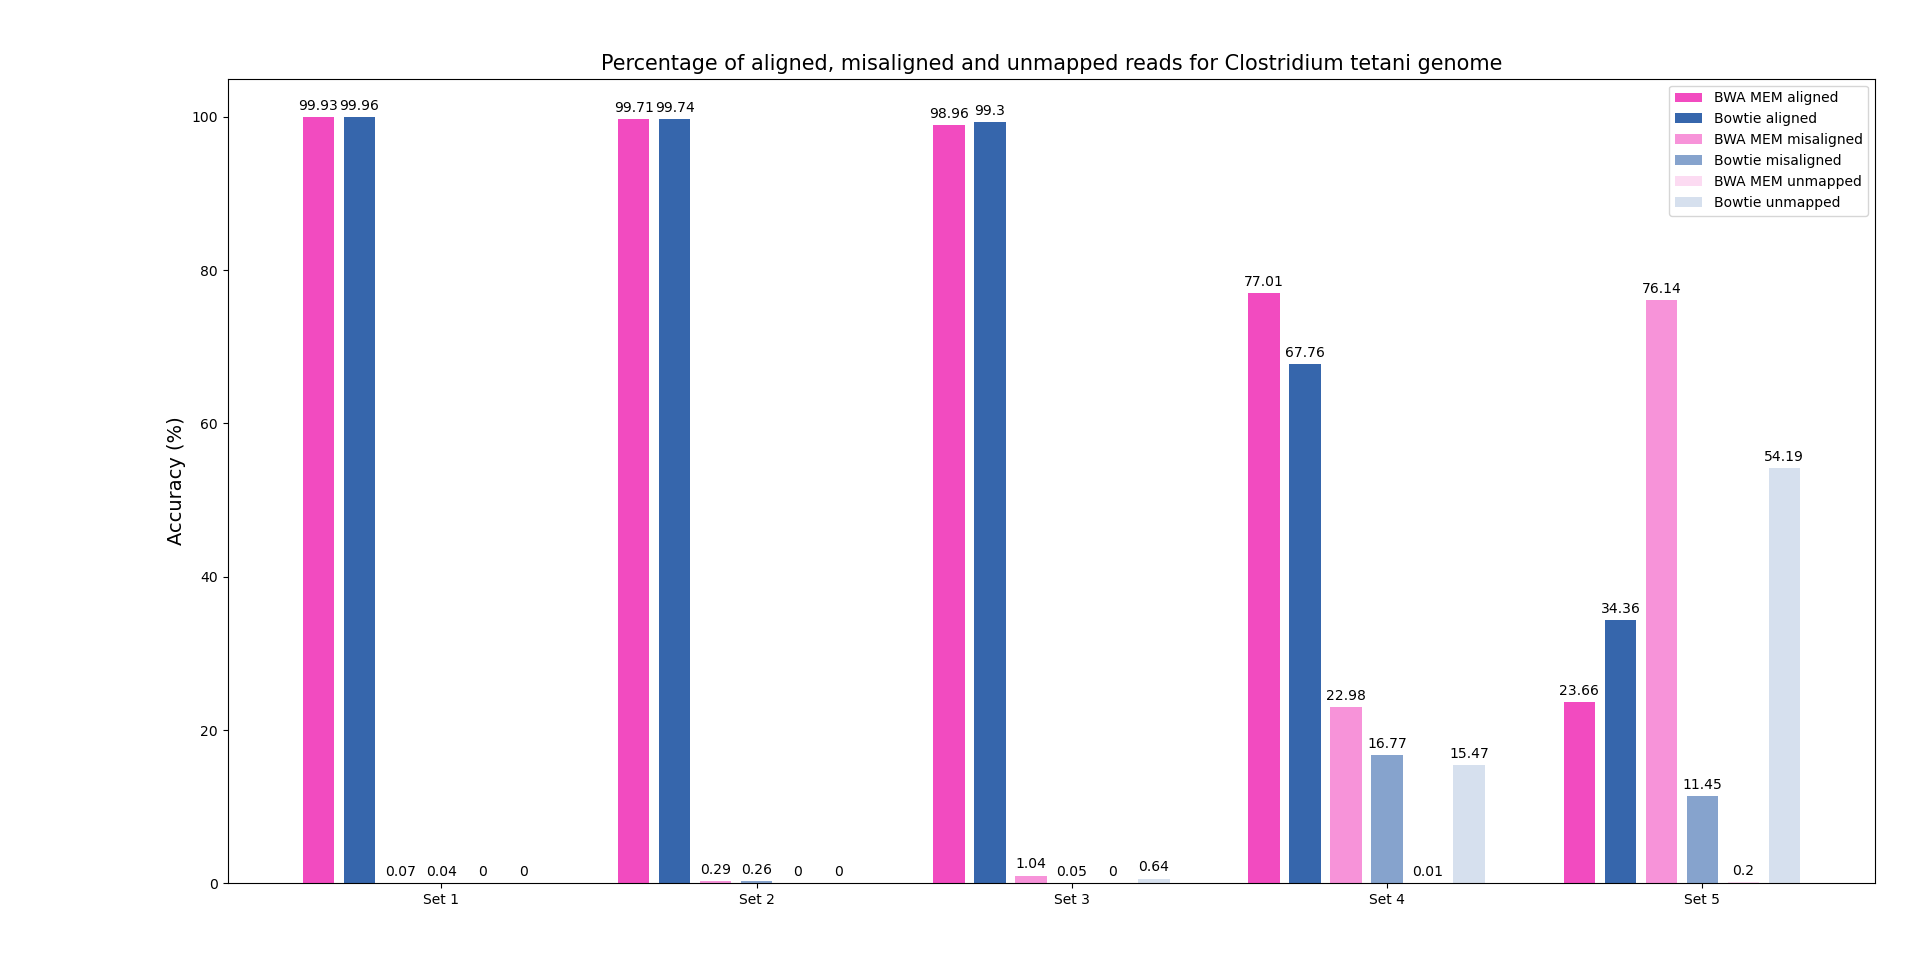 Percentage of aligned, misaligned and unmapped reads for Clostridium tetani genome
BWA MEM aligned
Bowtie aligned
BWA MEM misaligned
Bowtie misaligned
BWA MEM unmapped
Bowtie unmapped
Accuracy (%)
100
80
60
40
20
0
99.93 99.96 0.07 0.04 0 0
99.71 99.74 0.29 0.26 0 0
98.96 99.3 1.04 0.05 0 0.64
77.01 67.76 22.98 16.77 0.01 15.47
23.66 34.36 76.14 11.45 0.2 54.19
Set 1 Set 2 Set 3 Set 4 Set 5